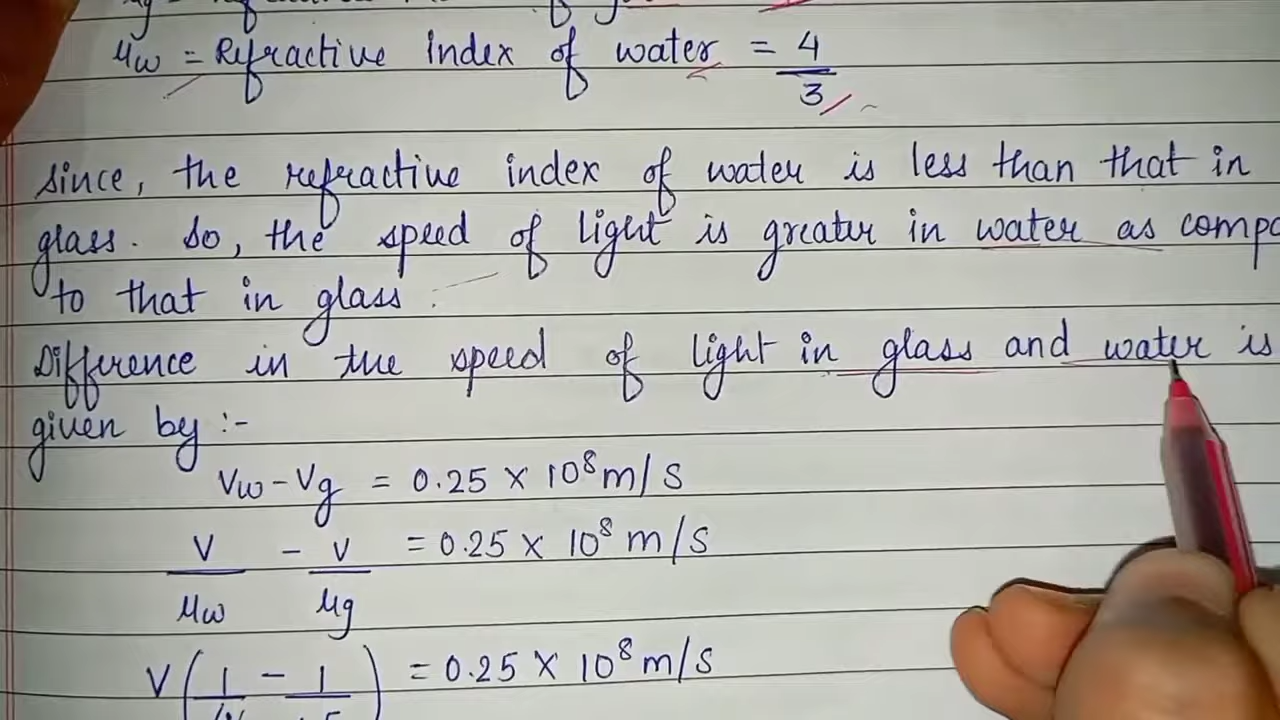 μw = Refractive Index of water = 4/3
Since, the refractive index of water is less than that in
glass. So, the speed of light is greater in water as compa
to that in glass.
Difference in the speed of light in glass and water is
given by :-
Vw - Vg = 0.25 × 10⁸ m/s
V/μw - V/μg = 0.25 × 10⁸ m/s
V(1/ - 1/ ) = 0.25 × 10⁸ m/s